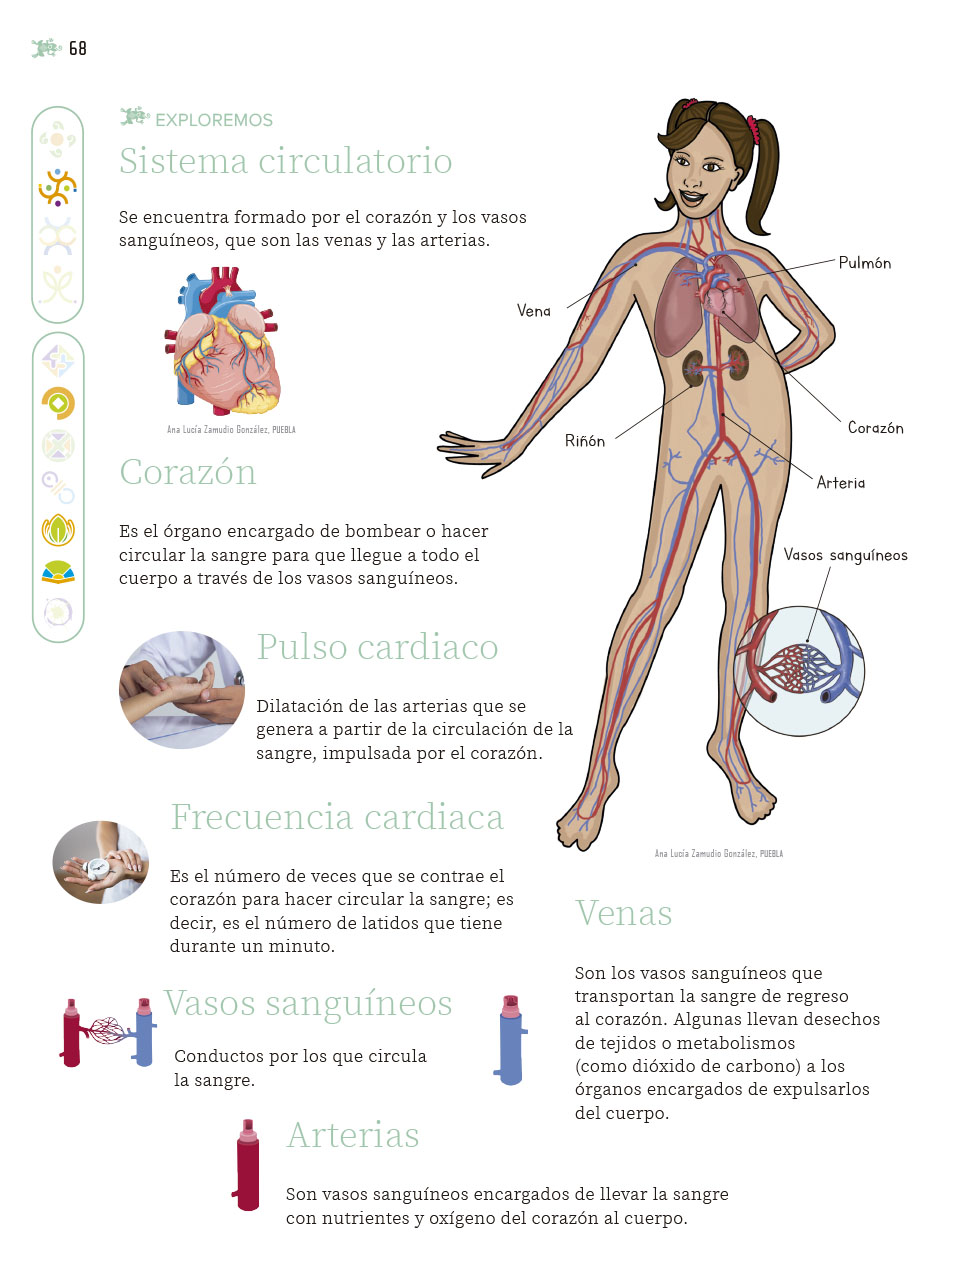 68
EXPLOREMOS
Sistema circulatorio
Se encuentra formado por el corazón y los vasos
sanguíneos, que son las venas y las arterias.
Ana Lucía Zamudio González, PUEBLA
Corazón
Es el órgano encargado de bombear o hacer
circular la sangre para que llegue a todo el
cuerpo a través de los vasos sanguíneos.
Pulso cardiaco
Dilatación de las arterias que se
genera a partir de la circulación de la
sangre, impulsada por el corazón.
Frecuencia cardiaca
Es el número de veces que se contrae el
corazón para hacer circular la sangre; es
decir, es el número de latidos que tiene
durante un minuto.
Vasos sanguíneos
Conductos por los que circula
la sangre.
Arterias
Son vasos sanguíneos encargados de llevar la sangre
con nutrientes y oxígeno del corazón al cuerpo.
Pulmón
Vena
Corazón
Riñón
Arteria
Vasos sanguíneos
Ana Lucía Zamudio González, PUEBLA
Venas
Son los vasos sanguíneos que
transportan la sangre de regreso
al corazón. Algunas llevan desechos
de tejidos o metabolismos
(como dióxido de carbono) a los
órganos encargados de expulsarlos
del cuerpo.